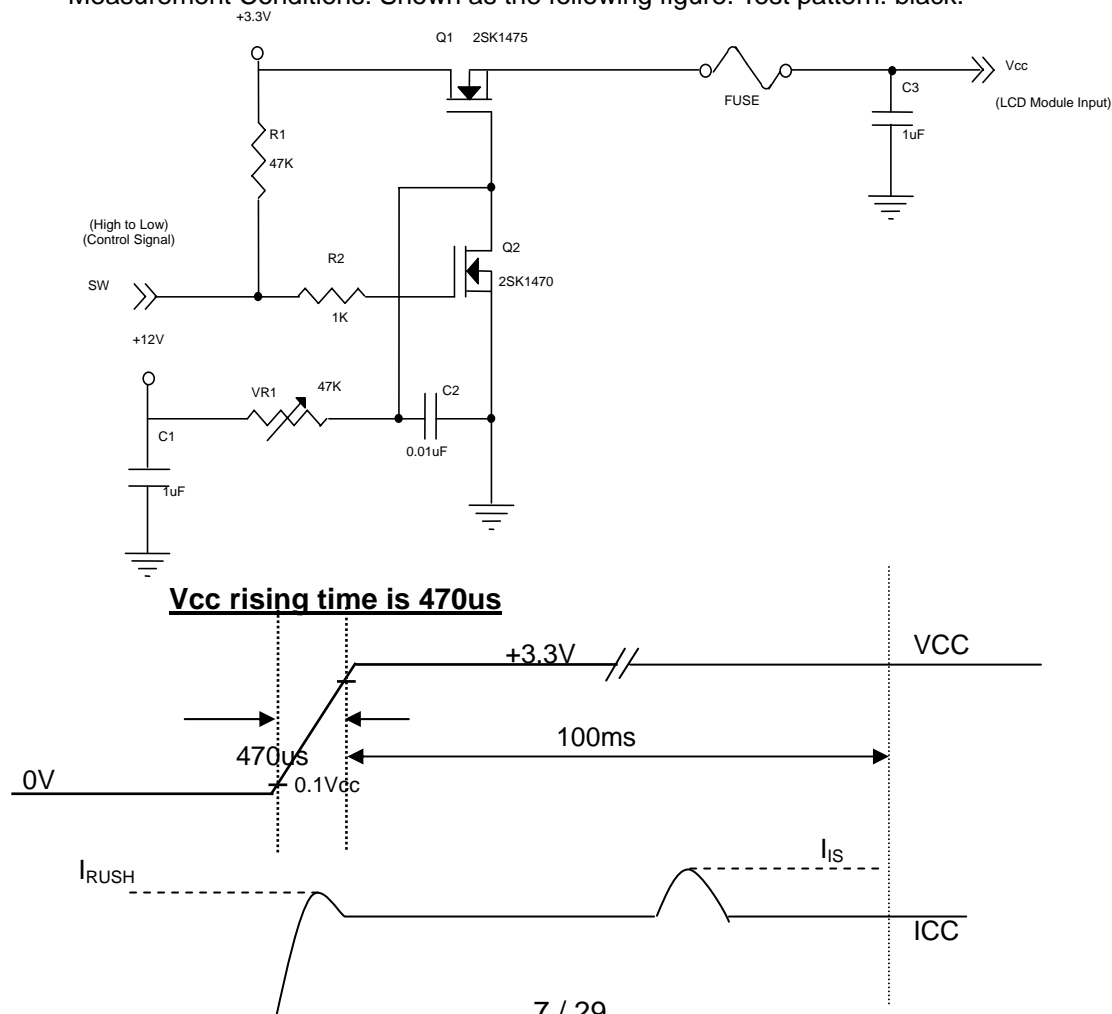 Measurement Conditions: Shown as the following figure. Test pattern: black.
+3.3V
Q1 2SK1475
Vcc
FUSE
C3
(LCD Module Input)
1uF
R1
47K
(High to Low)
(Control Signal)
SW
R2
1K
Q2
2SK1470
+12V
VR1
47K
C2
C1
0.01uF
1uF
Vcc rising time is 470us
+3.3V
VCC
470us
100ms
0V
0.1Vcc
IRUSH
IIS
ICC
7 / 29